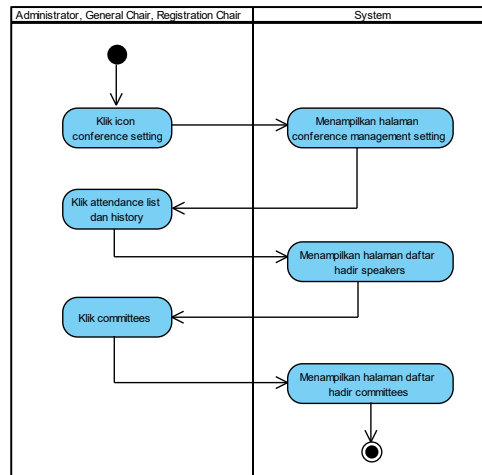 Administrator, General Chair, Registration Chair
System
Klik icon
conference setting
Menampilkan halaman
conference management setting
Klik attendance list
dan history
Menampilkan halaman daftar
hadir speakers
Klik committees
Menampilkan halaman daftar
hadir committees